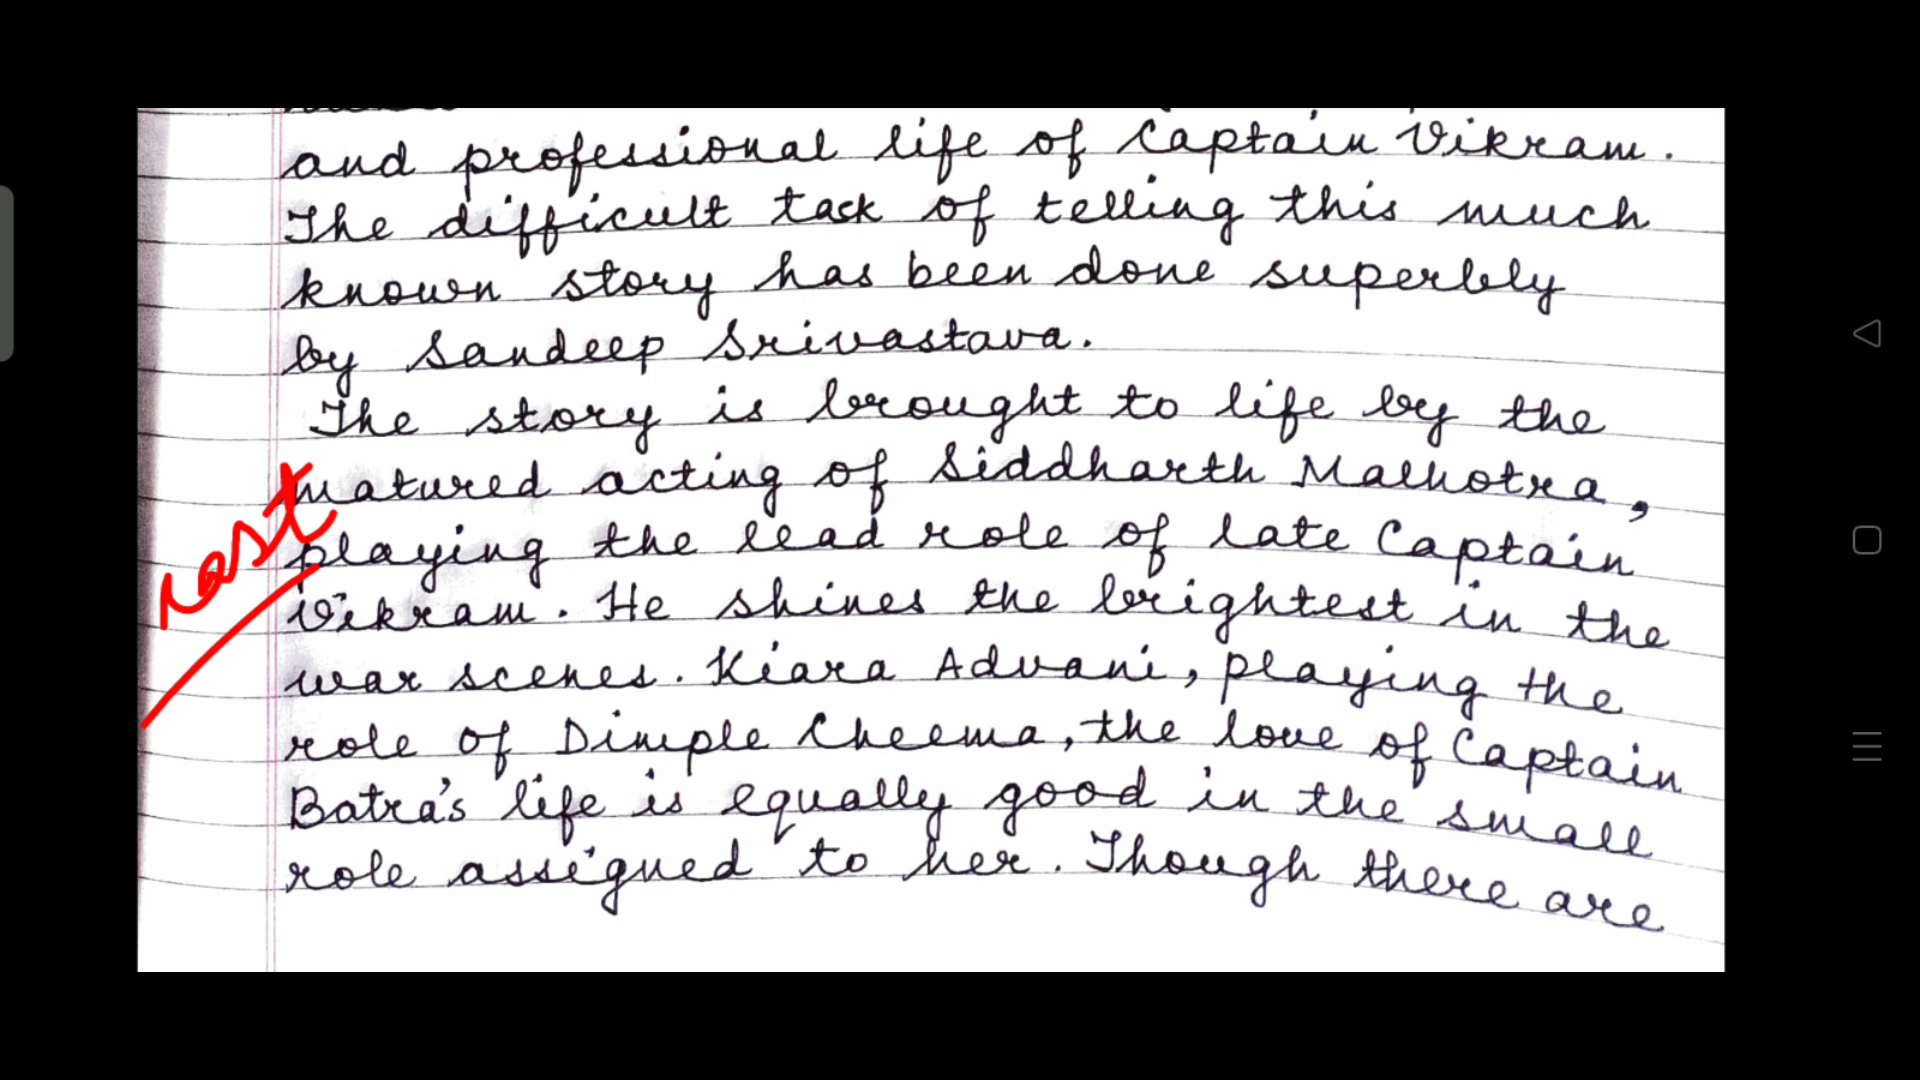 and professional life of Captain Vikram.
The difficult task of telling this much
known story has been done superbly
by Sandeep Srivastava.
The story is brought to life by the
matured acting of Siddharth Malhotra,
playing the lead role of late Captain
Vikram. He shines the brightest in the
war scenes. Kiara Advani, playing the
role of Dimple Cheema, the love of Captain
Batra's life is equally good in the small
role assigned to her. Though there are
cast